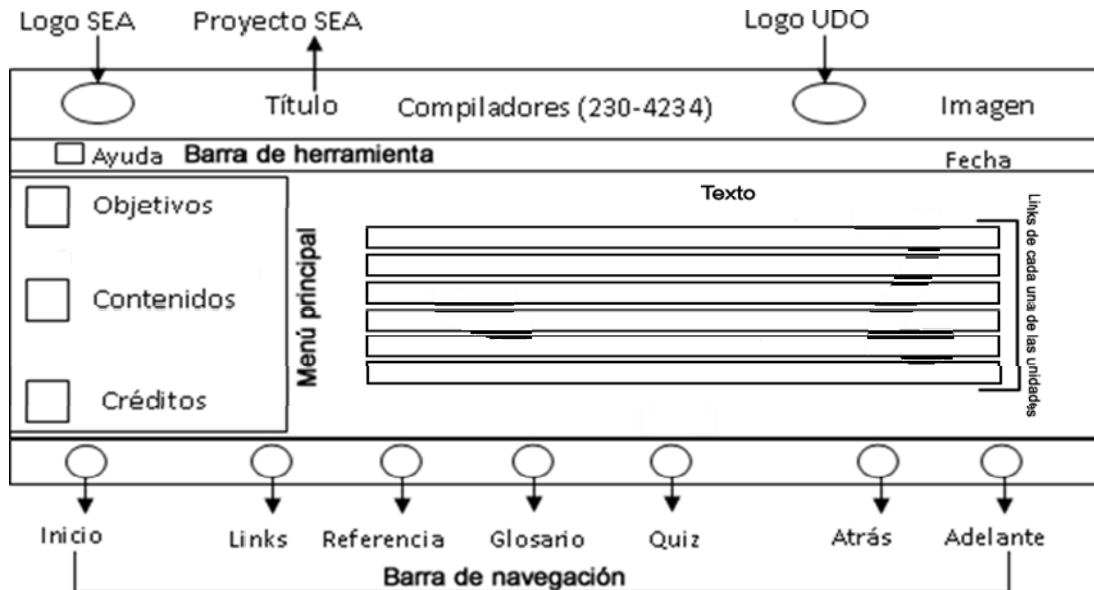 Logo SEA
Proyecto SEA
Logo UDO
Título
Compiladores (230-4234)
Imagen
Ayuda
Barra de herramienta
Fecha
Objetivos
Contenidos
Créditos
Menú principal
Texto
Links de cada una de las unidades
Inicio
Links
Referencia
Glosario
Quiz
Atrás
Adelante
Barra de navegación